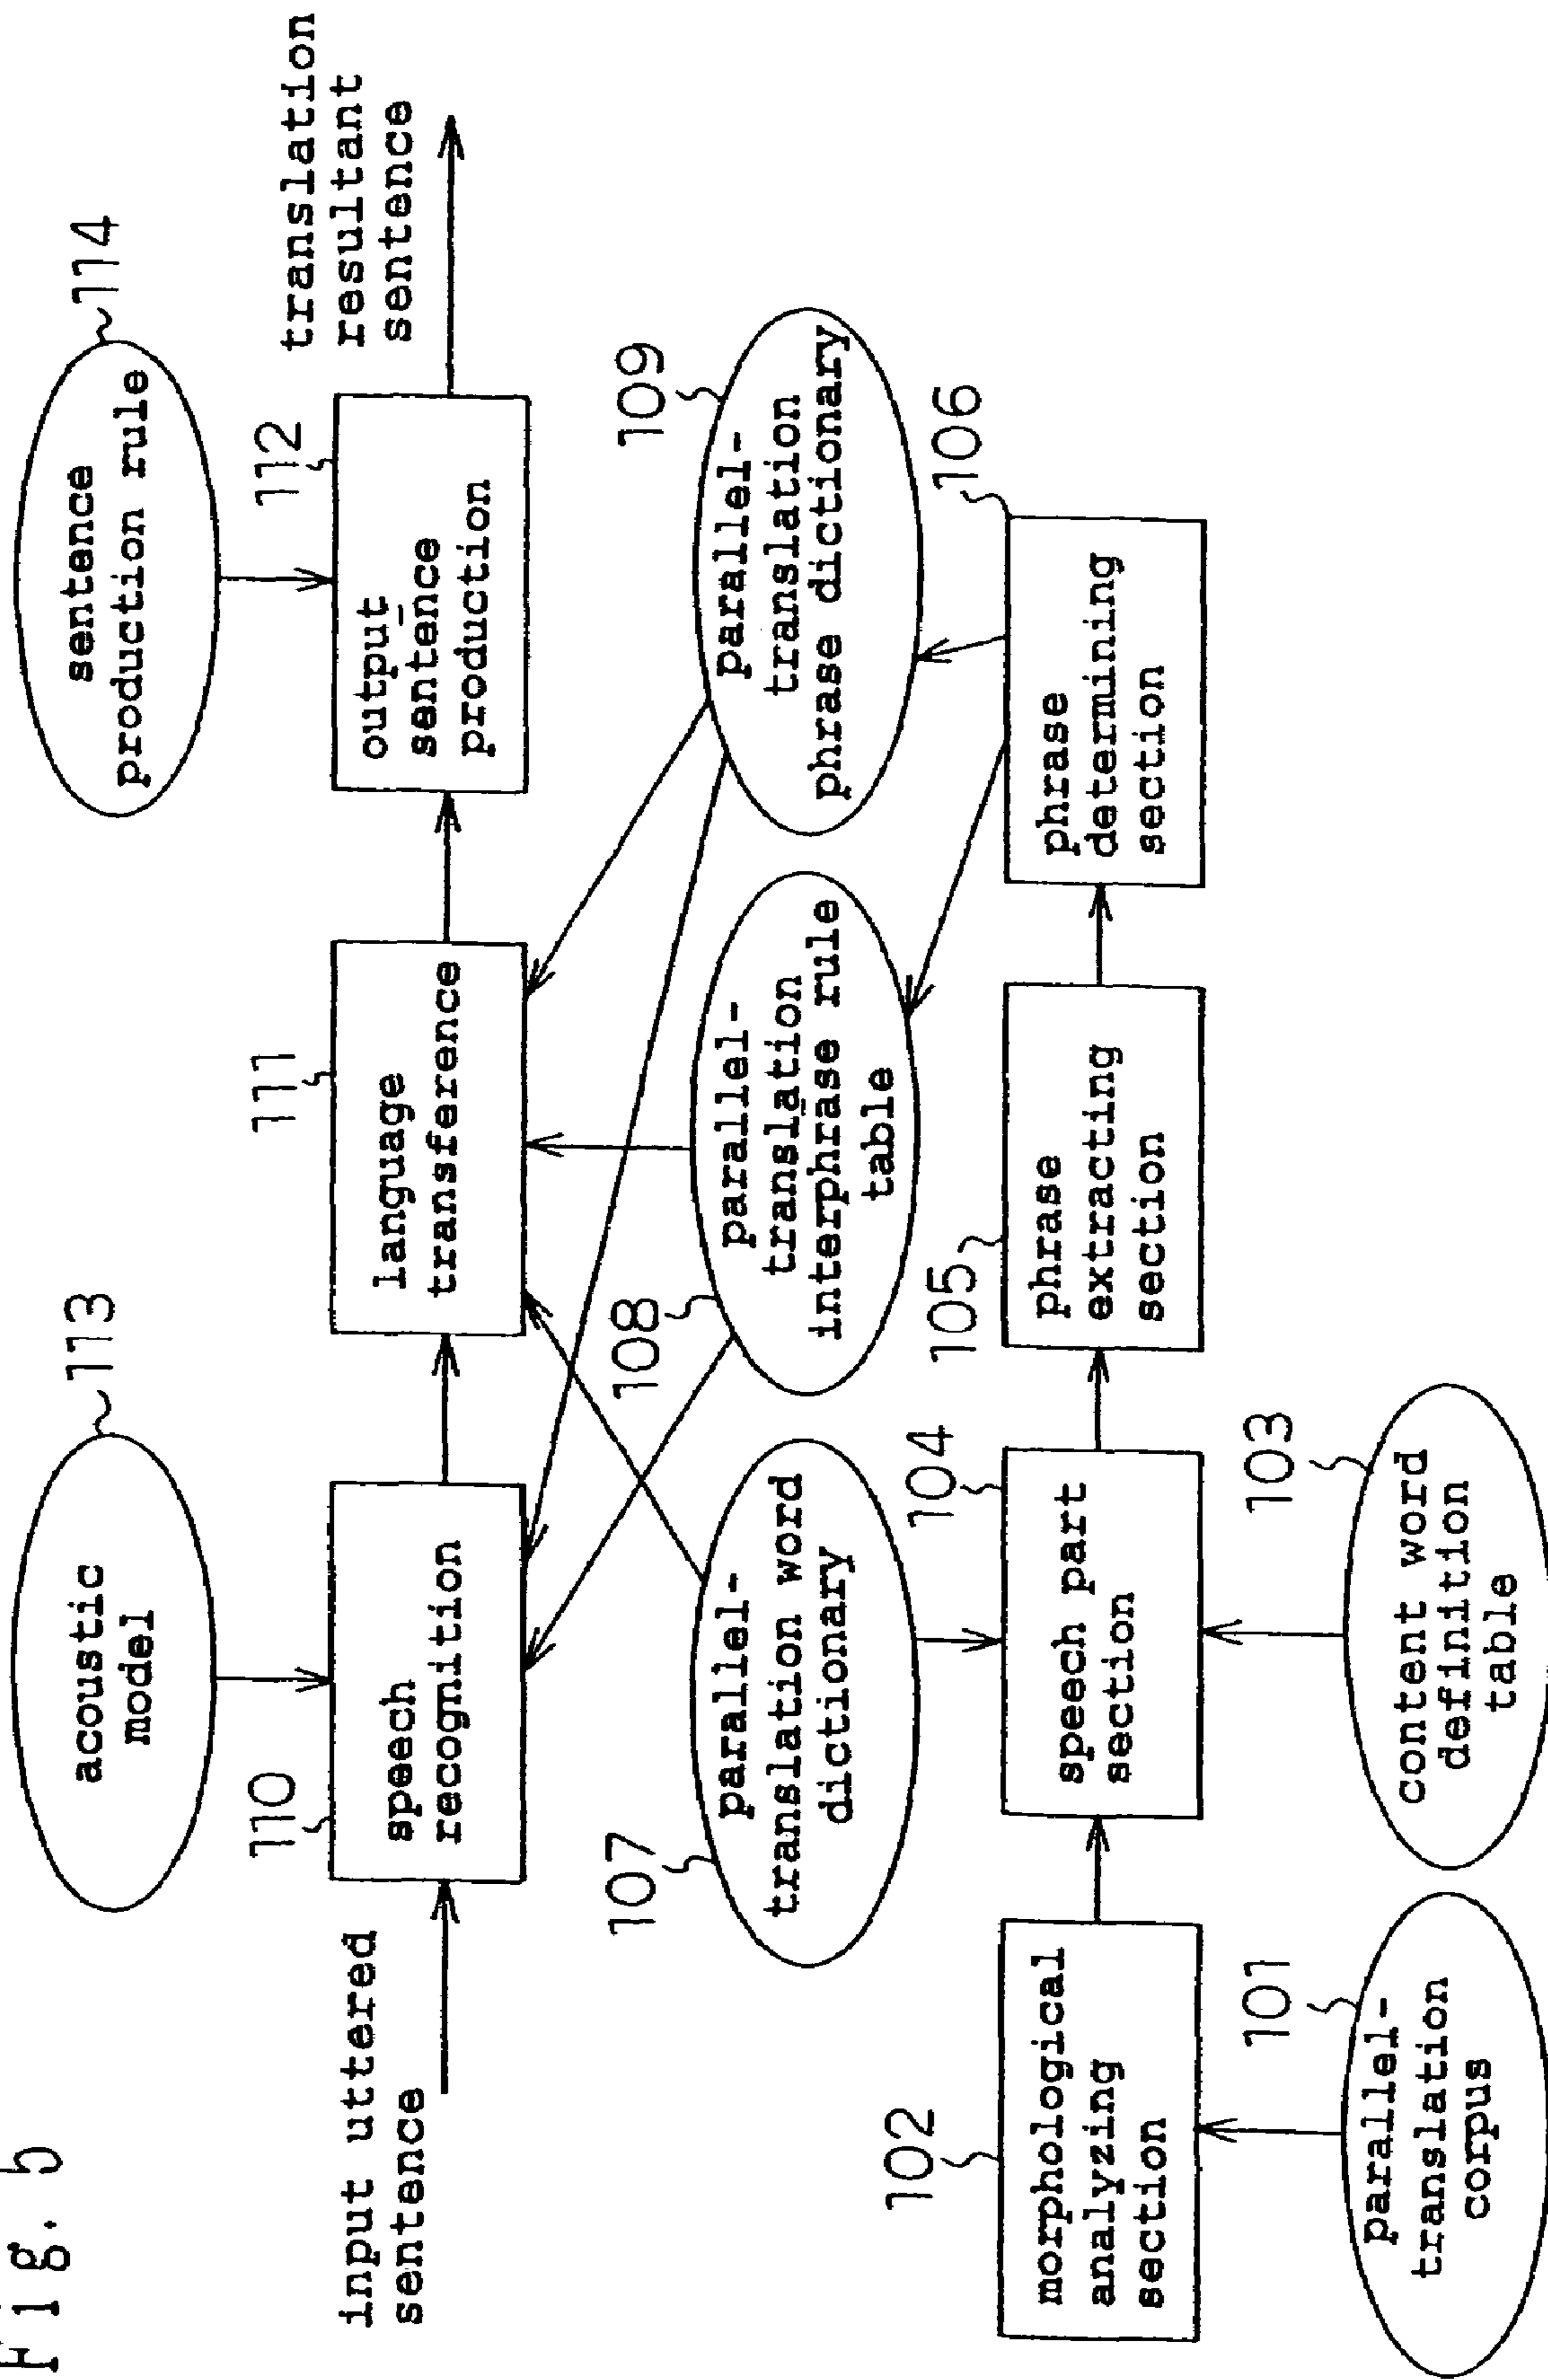 Fig. 5
acoustic
model
113
sentence
production rule
114
input uttered
sentence
110
speech
recognition
111
language
transference
112
output
sentence
production
translation
resultant
sentence
107
parallel-
translation word
dictionary
108
parallel-
translation
interphrase rule
table
109
parallel-
translation
phrase dictionary
102
morphological
analyzing
section
104
speech part
section
105
phrase
extracting
section
106
phrase
determining
section
101
parallel-
translation
corpus
103
content word
definition
table